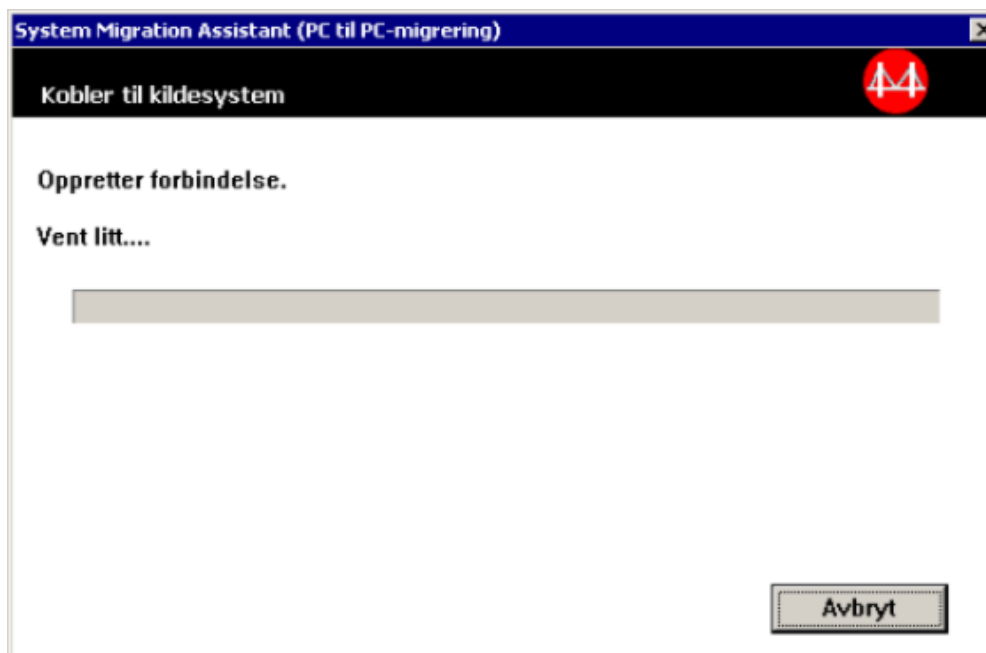 System Migration Assistant (PC til PC-migrering)
Kobler til kildesystem
Oppretter forbindelse.
Vent litt....
Avbryt